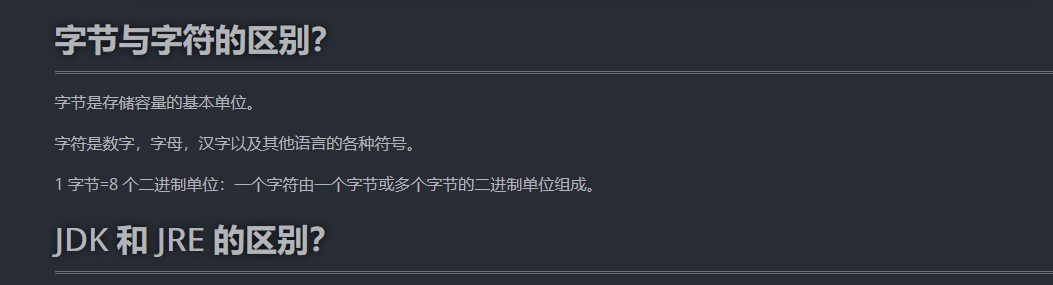 字节与字符的区别？
字节是存储容量的基本单位。
字符是数字，字母，汉字以及其他语言的各种符号。
1 字节=8 个二进制单位：一个字符由一个字节或多个字节的二进制单位组成。
JDK 和 JRE 的区别？